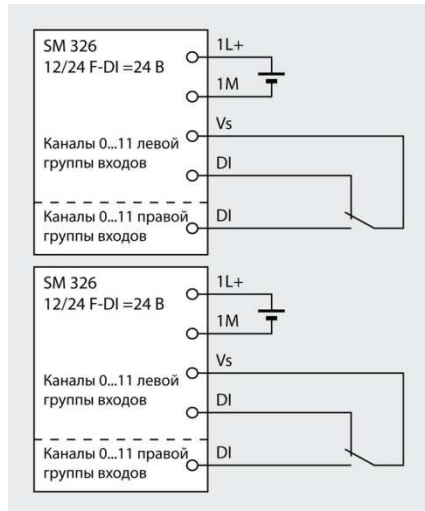 SM 326
12/24 F-DI =24 В
1L+
1M
Vs
Каналы 0...11 левой
группы входов
DI
Каналы 0...11 правой
группы входов
DI
SM 326
12/24 F-DI =24 В
1L+
1M
Vs
Каналы 0...11 левой
группы входов
DI
Каналы 0...11 правой
группы входов
DI